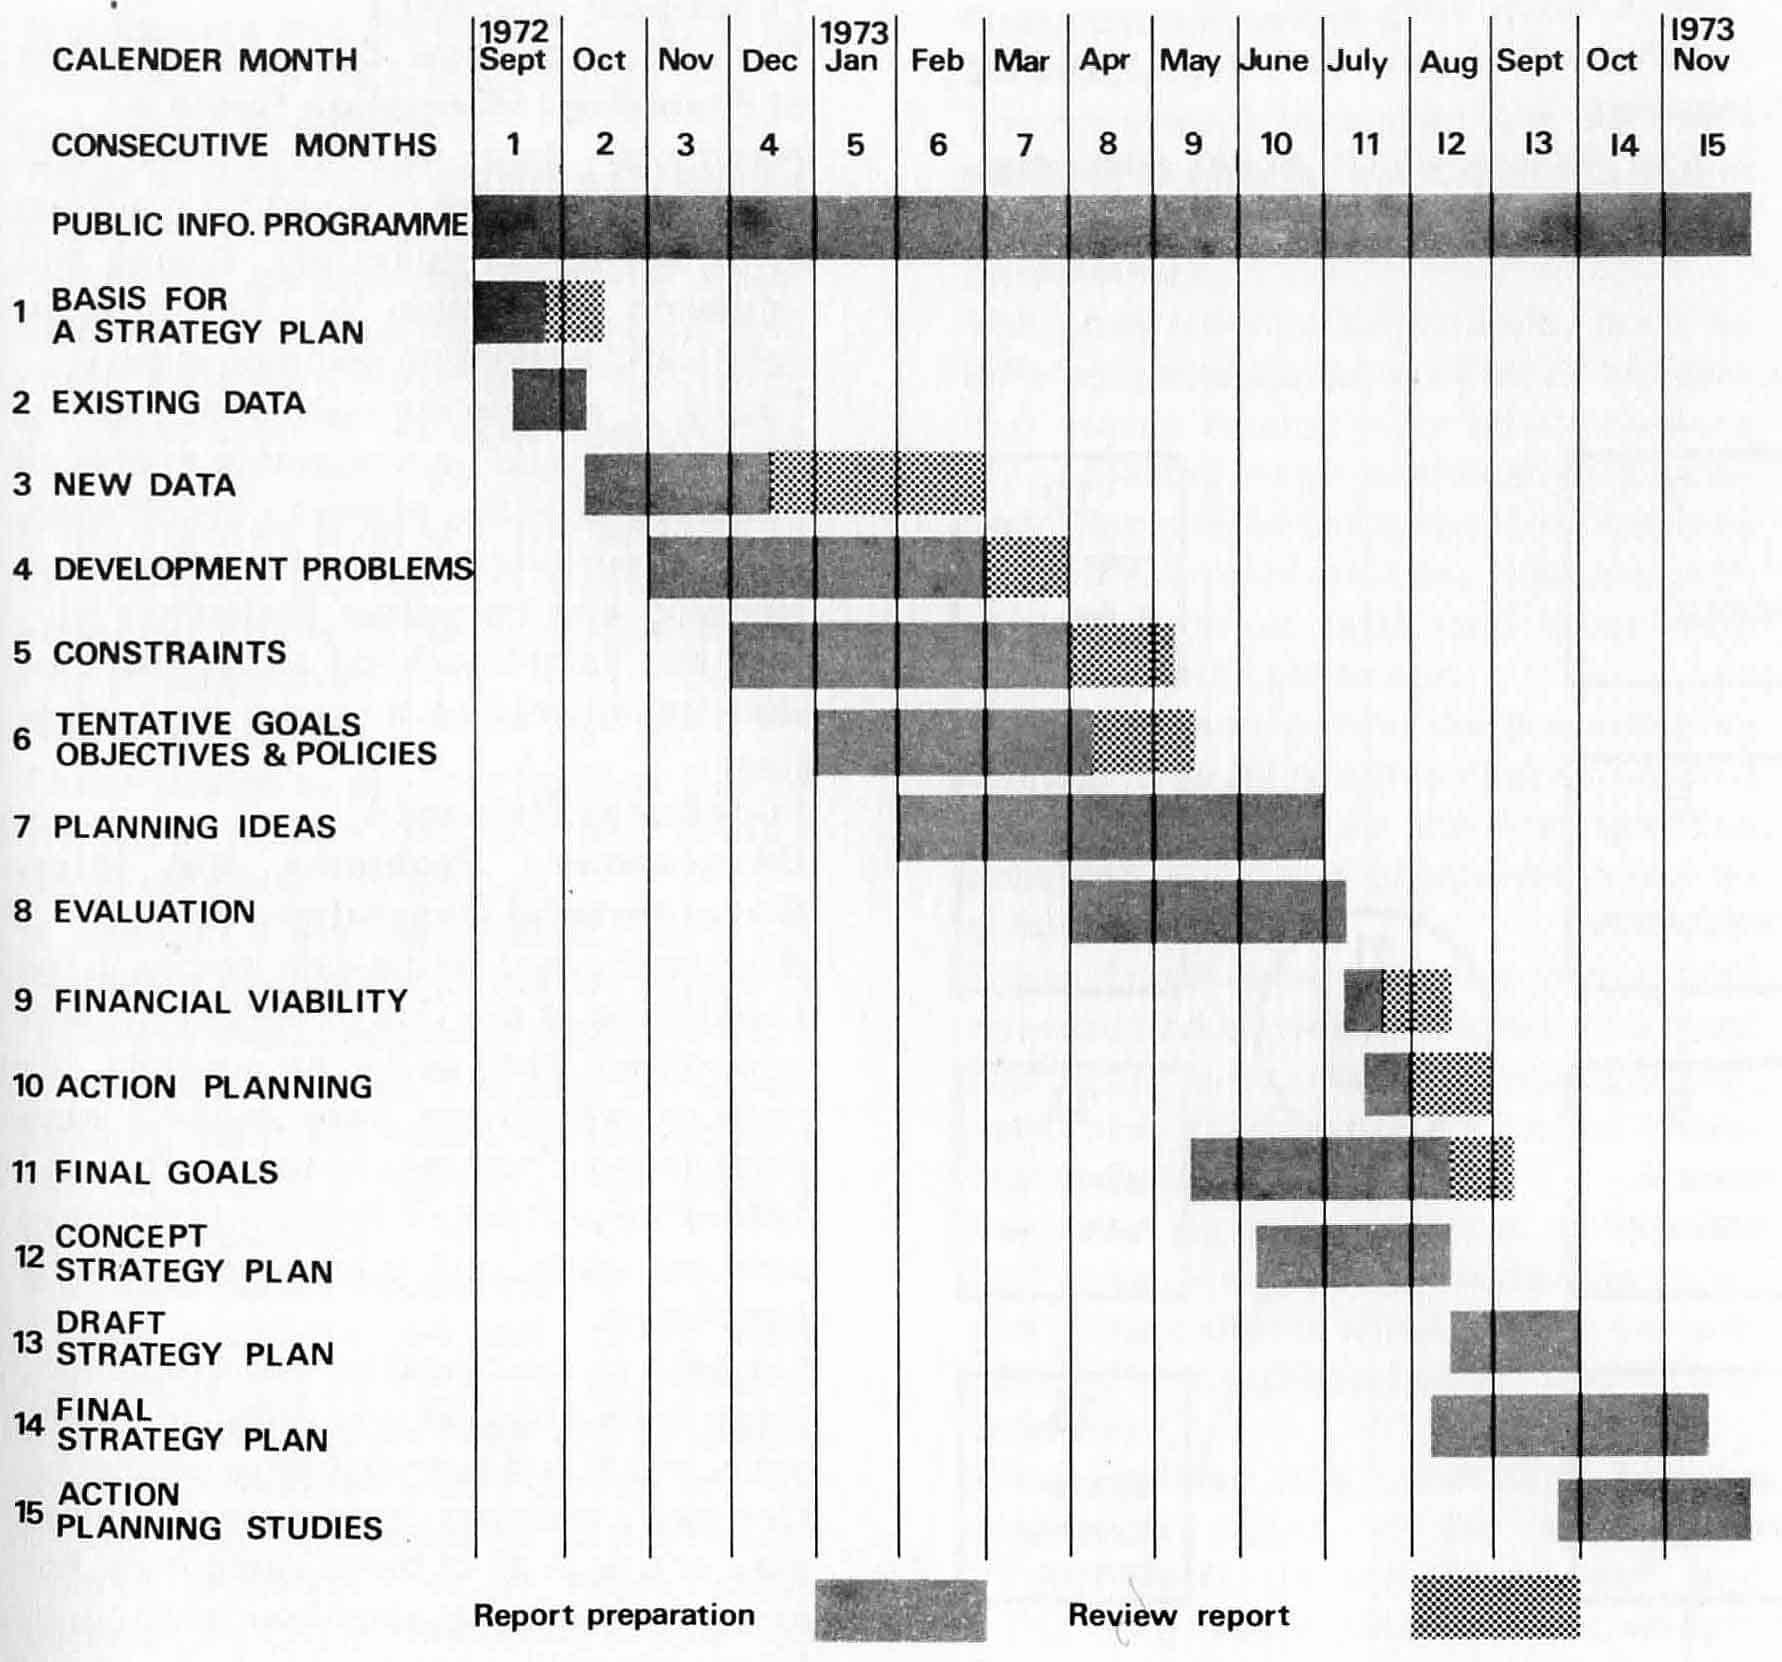 1972 1973 1973
CALENDER MONTH Sept Oct Nov Dec Jan Feb Mar Apr May June July Aug Sept Oct Nov
CONSECUTIVE MONTHS 1 2 3 4 5 6 7 8 9 10 11 12 13 14 15
PUBLIC INFO. PROGRAMME
1 BASIS FOR
A STRATEGY PLAN
2 EXISTING DATA
3 NEW DATA
4 DEVELOPMENT PROBLEMS
5 CONSTRAINTS
6 TENTATIVE GOALS
OBJECTIVES & POLICIES
7 PLANNING IDEAS
8 EVALUATION
9 FINANCIAL VIABILITY
10 ACTION PLANNING
11 FINAL GOALS
12 CONCEPT
STRATEGY PLAN
13 DRAFT
STRATEGY PLAN
14 FINAL
STRATEGY PLAN
15 ACTION
PLANNING STUDIES
Report preparation Review report